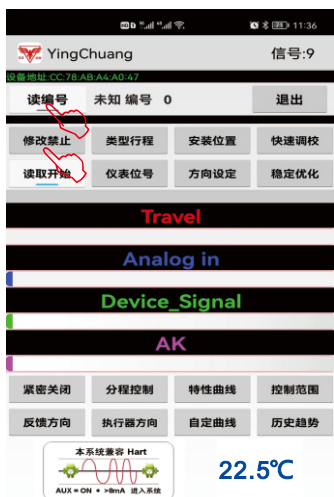 11:36
YingChuang 信号:9
设备地址:CC:78:AB:A4:A0:47
读编号 未知 编号 0 退出
修改禁止 类型行程 安装位置 快速调校
读取开始 仪表位号 方向设定 稳定优化
Travel
Analog in
Device_Signal
AK
紧密关闭 分程控制 特性曲线 控制范围
反馈方向 执行器方向 自定曲线 历史趋势
本系统兼容 Hart
AUX = ON + >8mA 进入系统
22.5℃